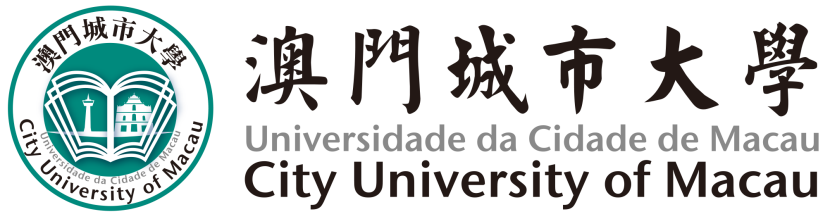 澳門城市大學
Universidade da Cidade de Macau
City University of Macau
澳門城市大學
Universidade da Cidade de Macau
City University of Macau